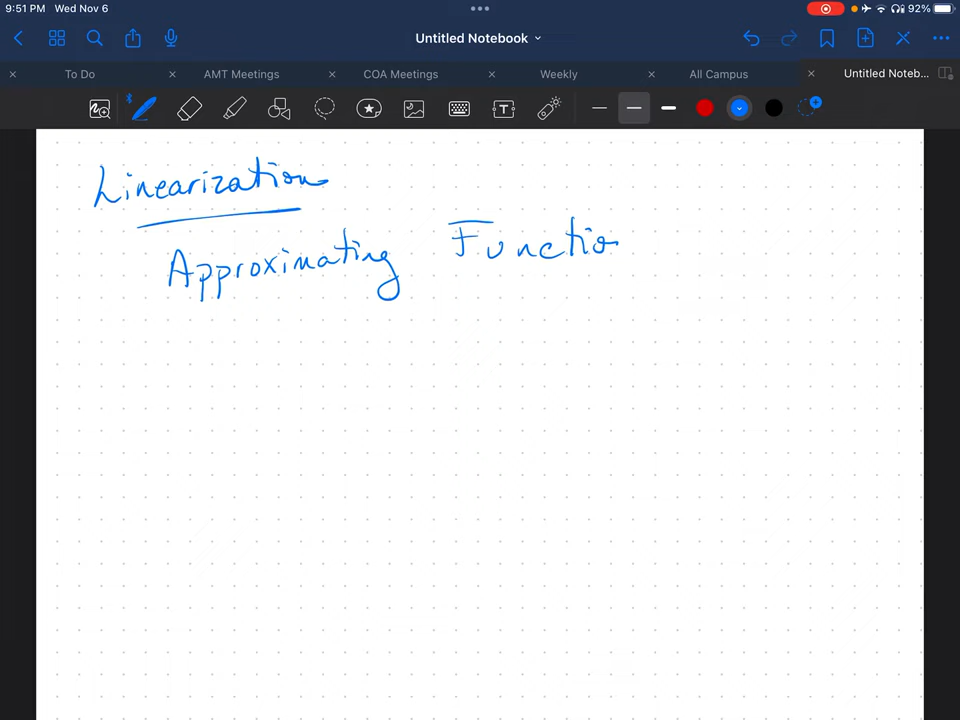 9:51 PM Wed Nov 6 92%
Untitled Notebook
To Do AMT Meetings COA Meetings Weekly All Campus Untitled Noteb...
Linearization
Approximating Functio